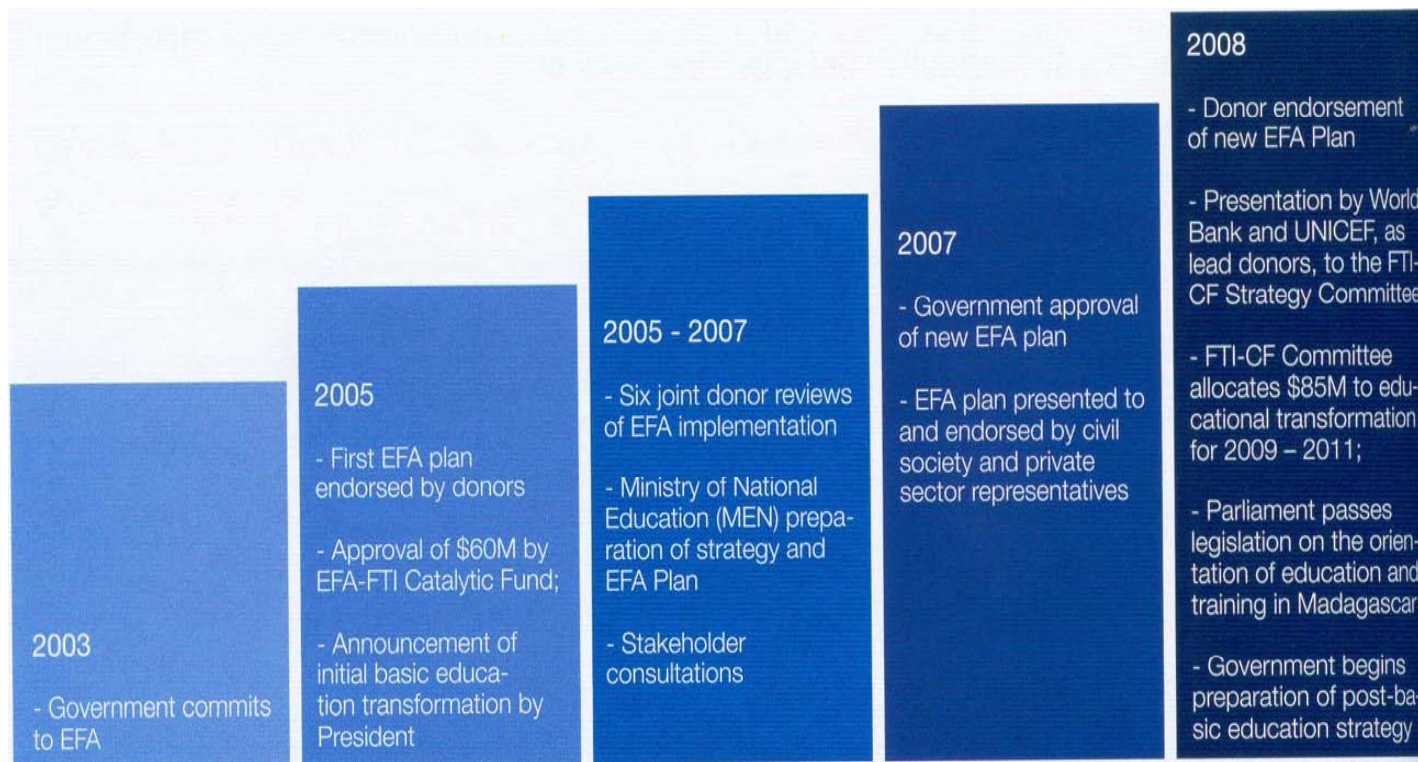 2003
- Government commits
to EFA
2005
- First EFA plan
endorsed by donors
- Approval of $60M by
EFA-FTI Catalytic Fund;
- Announcement of
initial basic educa-
tion transformation by
President
2005 - 2007
- Six joint donor reviews
of EFA implementation
- Ministry of National
Education (MEN) prepa-
ration of strategy and
EFA Plan
- Stakeholder
consultations
2007
- Government approval
of new EFA plan
- EFA plan presented to
and endorsed by civil
society and private
sector representatives
2008
- Donor endorsement
of new EFA Plan
- Presentation by World
Bank and UNICEF, as
lead donors, to the FTI-
CF Strategy Committee
- FTI-CF Committee
allocates $85M to edu-
cational transformation
for 2009 – 2011;
- Parliament passes
legislation on the orien-
tation of education and
training in Madagascar
- Government begins
preparation of post-ba-
sic education strategy